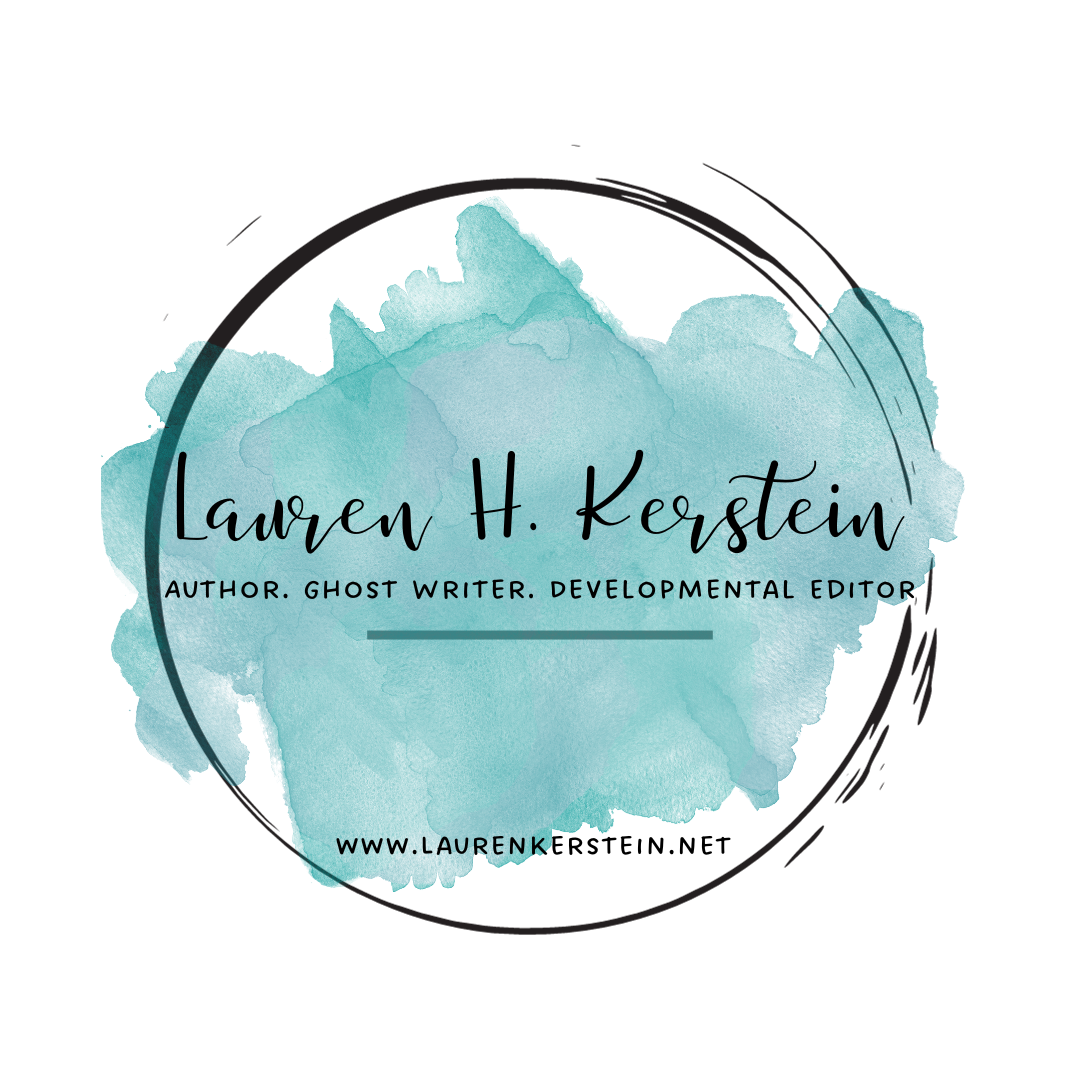 Lauren H. Kerstein
AUTHOR. GHOST WRITER. DEVELOPMENTAL EDITOR
WWW.LAURENKERSTEIN.NET